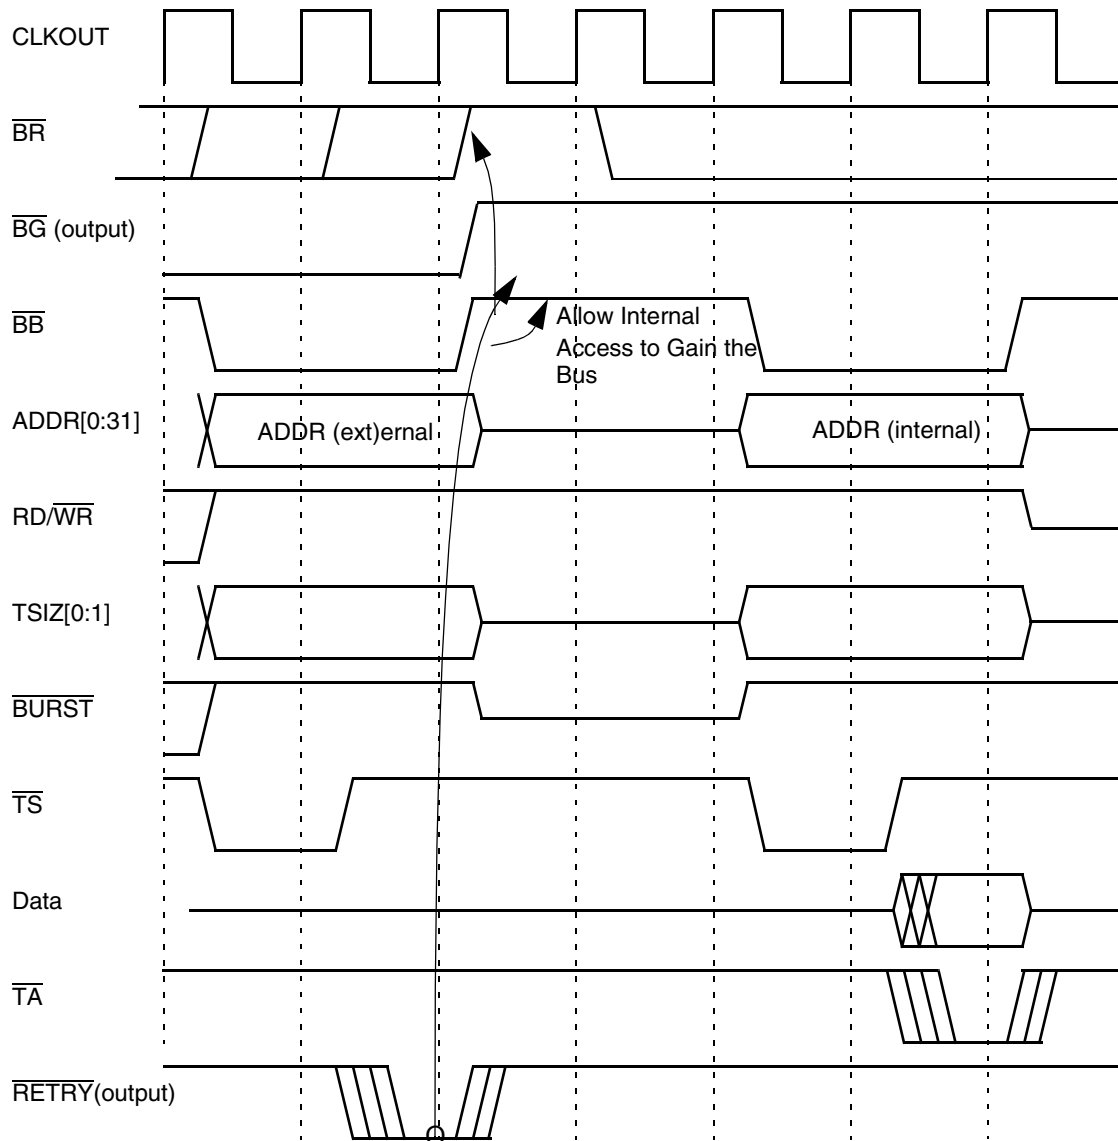 CLKOUT
BR
BG (output)
BB
Allow Internal
Access to Gain the
Bus
ADDR[0:31]
ADDR (ext)ernal
ADDR (internal)
RD/WR
TSIZ[0:1]
BURST
TS
Data
TA
RETRY(output)